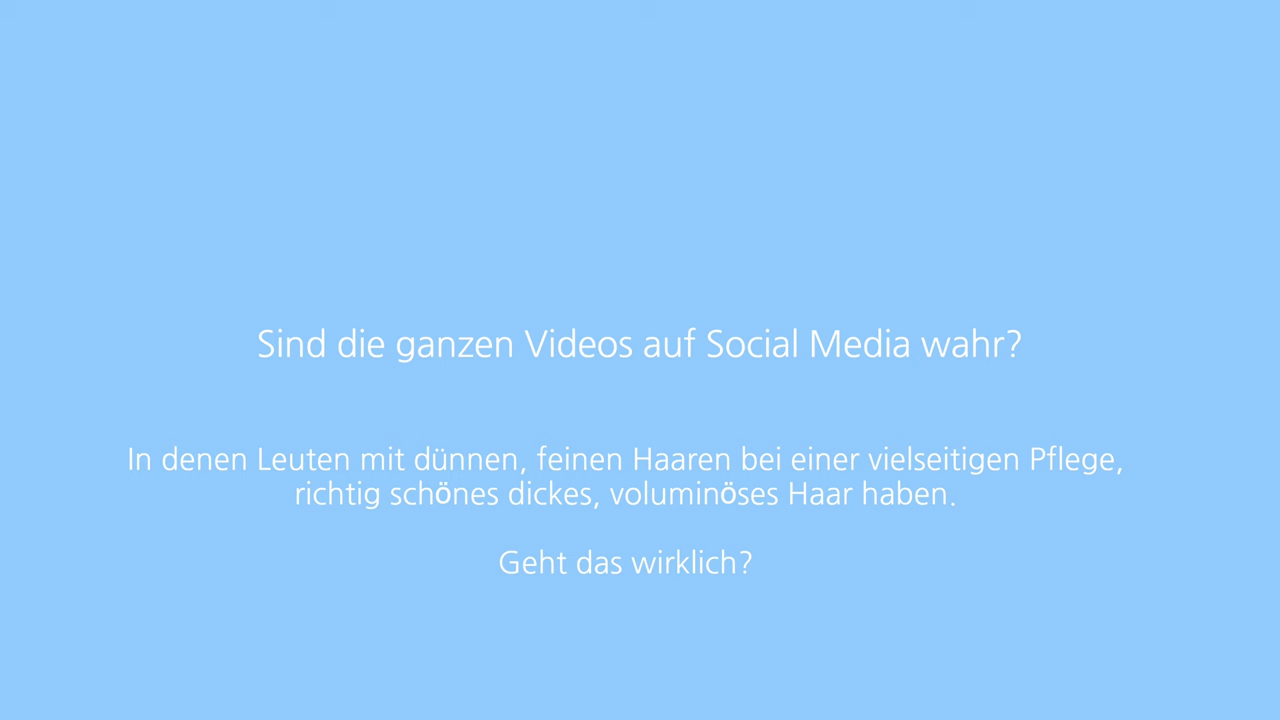 Sind die ganzen Videos auf Social Media wahr?
In denen Leuten mit dünnen, feinen Haaren bei einer vielseitigen Pflege,
richtig schönes dickes, voluminöses Haar haben.
Geht das wirklich?